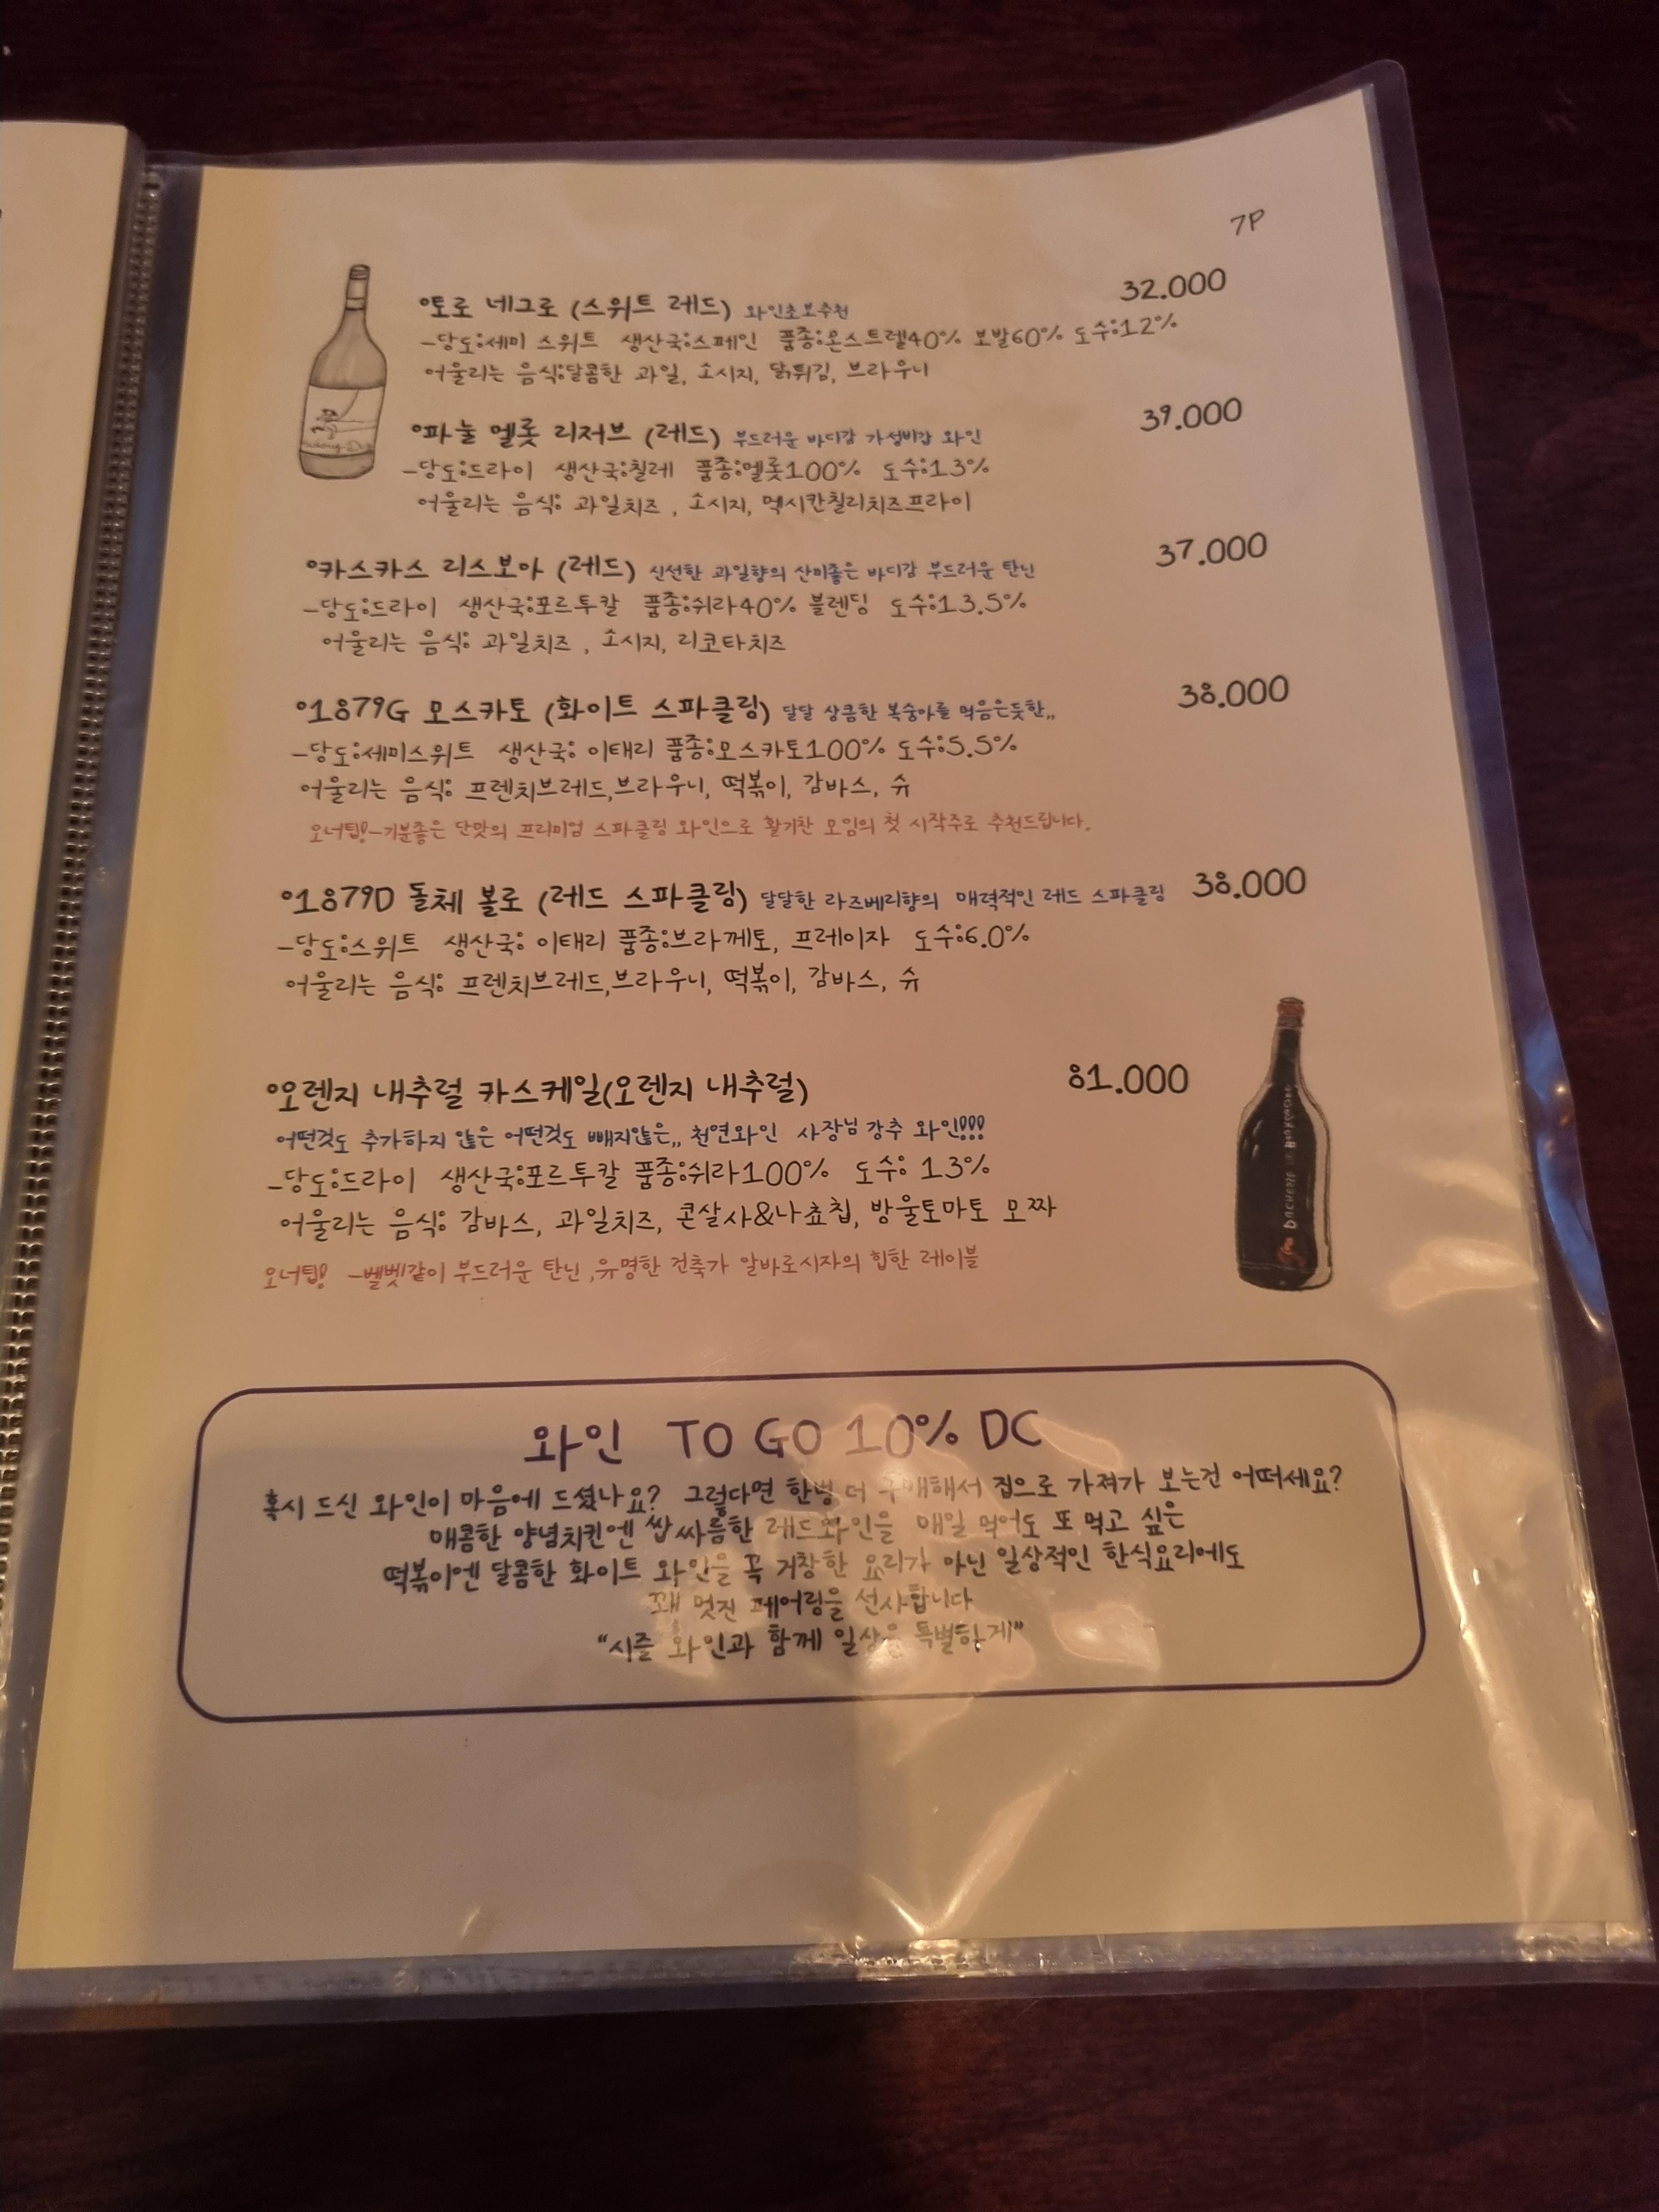 7P
토로 네그로 (스위트 레드) 와인초보추천 32.000
-당도:세미 스위트 생산국:스페인 품종:몬스트렐40% 보발60% 도수:12%
어울리는 음식:달콤한 과일, 소시지, 닭튀김, 브라우니
파눌 멜롯 리저브 (레드) 부드러운 바디감 가성비갑 와인 39.000
-당도:드라이 생산국:칠레 품종:멜롯100% 도수:13%
어울리는 음식: 과일치즈 , 소시지, 멕시칸칠리치즈프라이
카스카스 리스보아 (레드) 신선한 과일향의 산미좋은 바디감 부드러운 탄닌 37.000
-당도:드라이 생산국:포르투칼 품종:쉬라40% 블렌딩 도수:13.5%
어울리는 음식: 과일치즈 , 소시지, 리코타치즈
1879G 모스카토 (화이트 스파클링) 달달 상콤한 복숭아를 먹음은듯한,, 38.000
-당도:세미스위트 생산국: 이태리 품종:모스카토100% 도수:5.5%
어울리는 음식: 프렌치브레드,브라우니, 떡볶이, 감바스, 슈
오너팁!-기분좋은 단맛의 프리미엄 스파클링 와인으로 활기찬 모임의 첫 시작주로 추천드립니다.
1879D 돌체 볼로 (레드 스파클링) 달달한 라즈베리향의 매력적인 레드 스파클링 38.000
-당도:스위트 생산국: 이태리 품종:브라께토, 프레이자 도수:6.0%
어울리는 음식: 프렌치브레드,브라우니, 떡볶이, 감바스, 슈
오렌지 내추럴 카스케일(오렌지 내추럴) 81.000
어떤것도 추가하지 않은 어떤것도 빼지않은,, 천연와인 사장님 강추 와인!!!
-당도:드라이 생산국:포르투칼 품종:쉬라100% 도수: 13%
어울리는 음식: 감바스, 과일치즈, 콘살사&나쵸칩, 방울토마토 모짜
오너팁! -벨벳같이 부드러운 탄닌 ,유명한 건축가 알바로시자의 힙한 레이블
와인 TO GO 10% DC
혹시 드신 와인이 마음에 드셨나요? 그렇다면 한병 더 구매해서 집으로 가져가 보는건 어떠세요?
매콤한 양념치킨엔 쌉싸름한 레드와인을 매일 먹어도 또 먹고 싶은
떡볶이엔 달콤한 화이트 와인을 꼭 거창한 요리가 아닌 일상적인 한식요리에도
꽤 멋진 페어링을 선사합니다
"시즐 와인과 함께 일상을 특별하게"